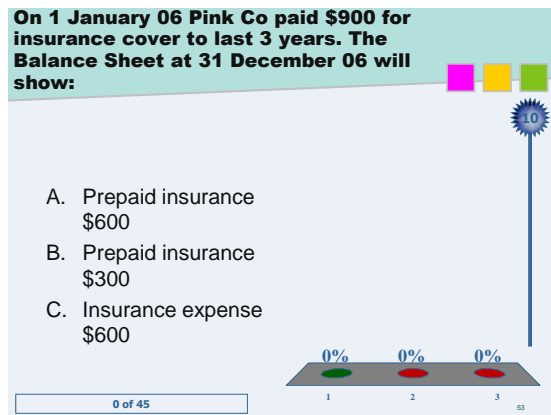 On 1 January 06 Pink Co paid $900 for
insurance cover to last 3 years. The
Balance Sheet at 31 December 06 will
show:
10
A. Prepaid insurance
$600
B. Prepaid insurance
$300
C. Insurance expense
$600
0% 0% 0%
1 2 3
0 of 45
53